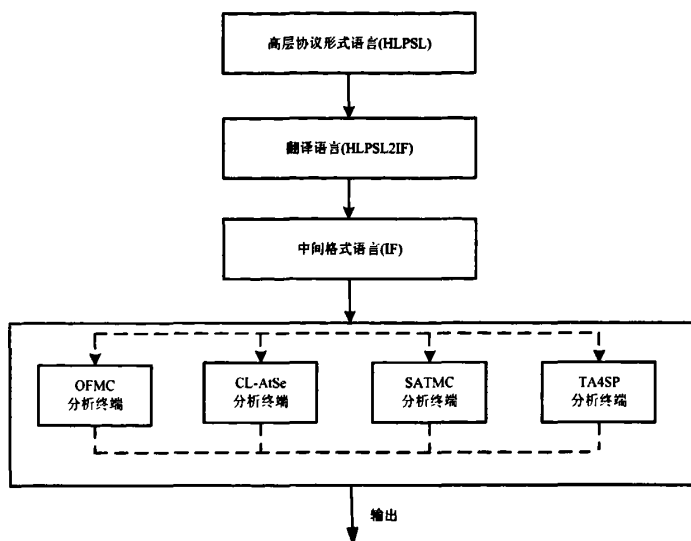 高层协议形式语言(HLPSL)
翻译语言(HLPSL2IF)
中间格式语言(IF)
OFMC
分析终端
CL-AtSe
分析终端
SATMC
分析终端
TA4SP
分析终端
输出